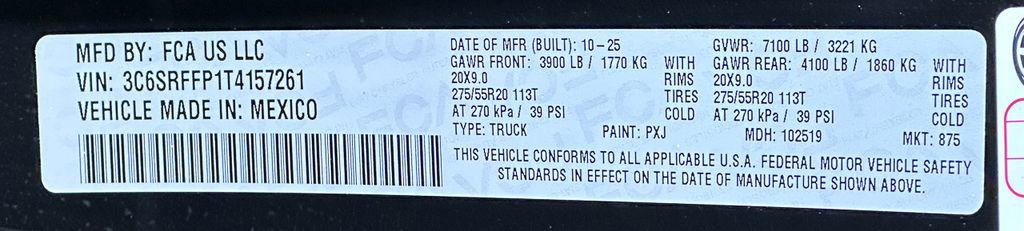 MFD BY: FCA US LLC
VIN: 3C6SRFFP1T4157261
VEHICLE MADE IN: MEXICO
DATE OF MFR (BUILT): 10-25
GAWR FRONT: 3900 LB / 1770 KG WITH
20X9.0 RIMS
275/55R20 113T TIRES
AT 270 kPa / 39 PSI COLD
GVWR: 7100 LB / 3221 KG
GAWR REAR: 4100 LB / 1860 KG WITH
20X9.0 RIMS
275/55R20 113T TIRES
AT 270 kPa / 39 PSI COLD
TYPE: TRUCK PAINT: PXJ MDH: 102519 MKT: 875
THIS VEHICLE CONFORMS TO ALL APPLICABLE U.S.A. FEDERAL MOTOR VEHICLE SAFETY
STANDARDS IN EFFECT ON THE DATE OF MANUFACTURE SHOWN ABOVE.